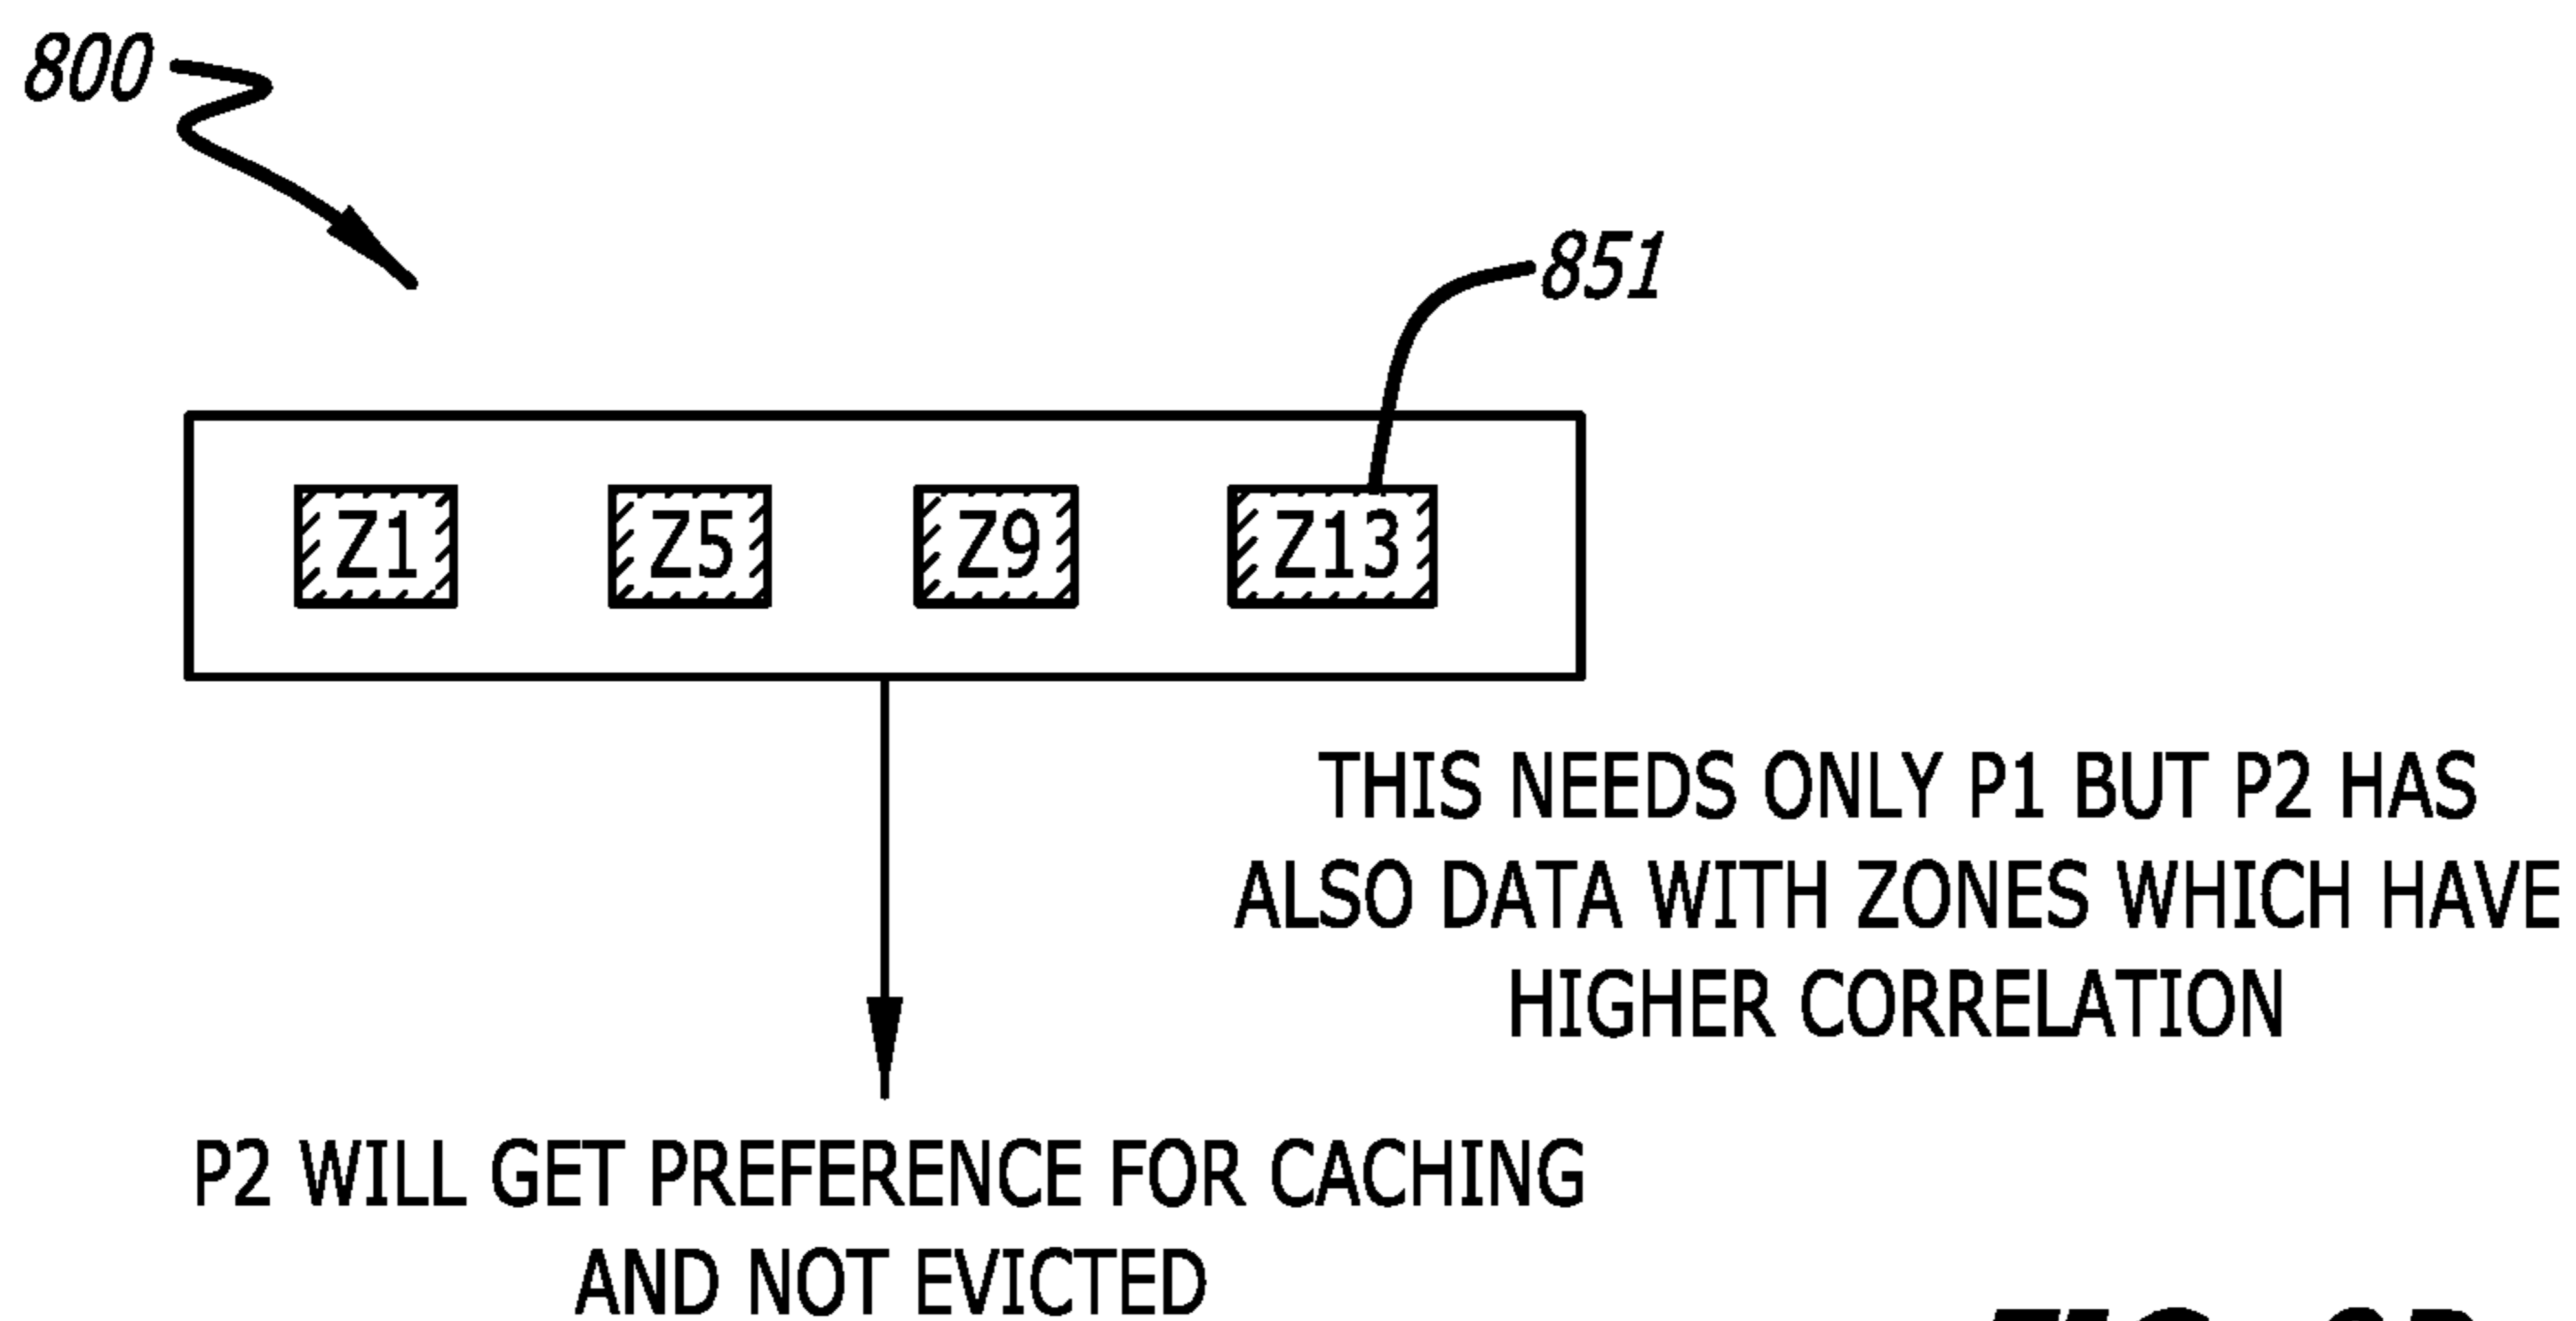 800
851
Z1 Z5 Z9 Z13
THIS NEEDS ONLY P1 BUT P2 HAS
ALSO DATA WITH ZONES WHICH HAVE
HIGHER CORRELATION
P2 WILL GET PREFERENCE FOR CACHING
AND NOT EVICTED